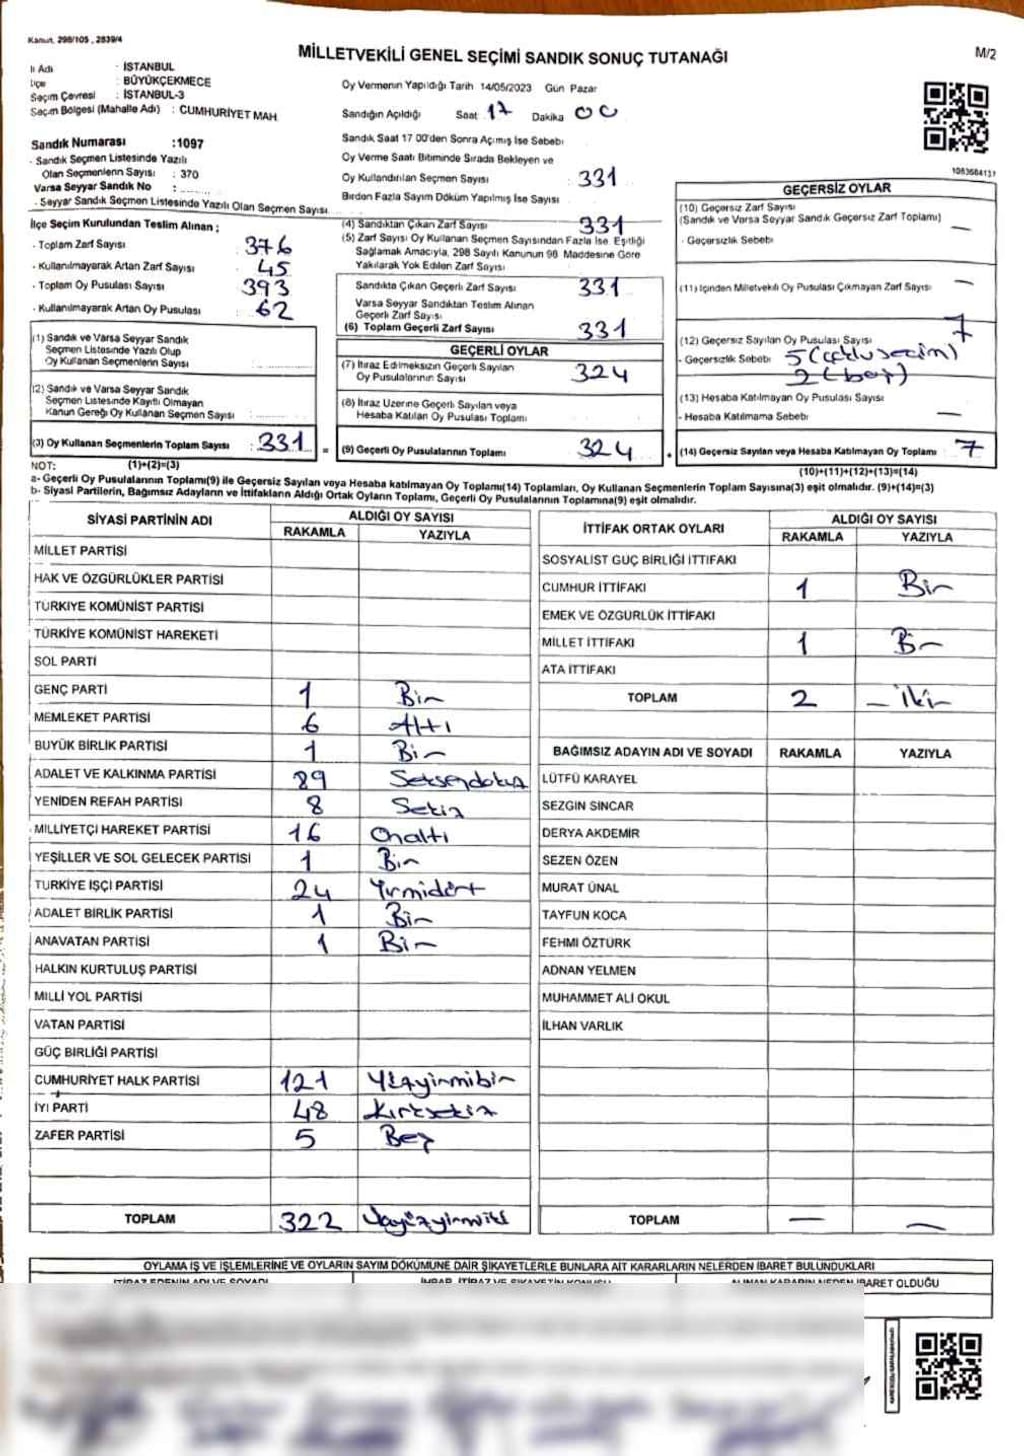 Kanun, 298/105 , 2839/4
MİLLETVEKİLİ GENEL SEÇİMİ SANDIK SONUÇ TUTANAĞI
M/2
İl Adı : İSTANBUL
İlçe : BÜYÜKÇEKMECE
Seçim Çevresi : İSTANBUL-3
Seçim Bölgesi (Mahalle Adı) : CUMHURİYET MAH.
Oy Vermenin Yapıldığı Tarih 14/05/2023 Gün Pazar
Sandığın Açıldığı Saat 17 Dakika 00
Sandık Saat 17 00'den Sonra Açımış İse Sebebi
Sandık Numarası :1097
- Sandık Seçmen Listesinde Yazılı
Olan Seçmenlerin Sayısı : 370
Varsa Seyyar Sandık No :
- Seyyar Sandık Seçmen Listesinde Yazılı Olan Seçmen Sayısı
Oy Verme Saati Bitiminde Sırada Bekleyen ve
Oy Kullandırılan Seçmen Sayısı : 331
Birden Fazla Sayım Döküm Yapılmış İse Sayısı
1083684131
İlçe Seçim Kurulundan Teslim Alınan ;
- Toplam Zarf Sayısı : 376
- Kullanılmayarak Artan Zarf Sayısı : 45
- Toplam Oy Pusulası Sayısı : 393
- Kullanılmayarak Artan Oy Pusulası : 62
(1) Sandık ve Varsa Seyyar Sandık
Seçmen Listesinde Yazılı Olup
Oy Kullanan Seçmenlerin Sayısı
(2) Sandık ve Varsa Seyyar Sandık
Seçmen Listesinde Kayıtlı Olmayan
Kanun Gereği Oy Kullanan Seçmen Sayısı :
(3) Oy Kullanan Seçmenlerin Toplam Sayısı : 331
(4) Sandıktan Çıkan Zarf Sayısı : 331
(5) Zarf Sayısı Oy Kullanan Seçmen Sayısından Fazla İse, Eşitliği
Sağlamak Amacıyla, 298 Sayılı Kanunun 98 Maddesine Göre
Yakılarak Yok Edilen Zarf Sayısı
Sandıkta Çıkan Geçerli Zarf Sayısı : 331
Varsa Seyyar Sandıktan Teslim Alınan
Geçerli Zarf Sayısı
(6) Toplam Geçerli Zarf Sayısı : 331
GEÇERLİ OYLAR
(7) İtiraz Edilmeksizin Geçerli Sayılan
Oy Pusulalarının Sayısı : 324
(8) İtiraz Üzerine Geçerli Sayılan veya
Hesaba Katılan Oy Pusulası Toplamı :
= (9) Geçerli Oy Pusulalarının Toplamı : 324
GEÇERSİZ OYLAR
(10) Geçersiz Zarf Sayısı
(Sandık ve Varsa Seyyar Sandık Geçersiz Zarf Toplamı) —
- Geçersizlik Sebebi
(11) İçinden Milletvekili Oy Pusulası Çıkmayan Zarf Sayısı —
(12) Geçersiz Sayılan Oy Pusulası Sayısı : 7
- Geçersizlik Sebebi : 5 (çoklu seçim)
2 (boş)
(13) Hesaba Katılmayan Oy Pusulası Sayısı
- Hesaba Katılmama Sebebi —
(14) Geçersiz Sayılan veya Hesaba Katılmayan Oy Toplamı : 7
NOT: (1)+(2)=(3)
(10)+(11)+(12)+(13)=(14)
a- Geçerli Oy Pusulalarının Toplamı(9) ile Geçersiz Sayılan veya Hesaba katılmayan Oy Toplamı(14) Toplamları, Oy Kullanan Seçmenlerin Toplam Sayısına(3) eşit olmalıdır. (9)+(14)=(3)
b- Siyasi Partilerin, Bağımsız Adayların ve İttifakların Aldığı Ortak Oyların Toplamı, Geçerli Oy Pusulalarının Toplamına(9) eşit olmalıdır.
SİYASİ PARTİNİN ADI
ALDIĞI OY SAYISI
RAKAMLA YAZIYLA
MİLLET PARTİSİ
HAK VE ÖZGÜRLÜKLER PARTİSİ
TÜRKİYE KOMÜNİST PARTİSİ
TÜRKİYE KOMÜNİST HAREKETİ
SOL PARTİ
GENÇ PARTİ 1 Bir
MEMLEKET PARTİSİ 6 Altı
BÜYÜK BİRLİK PARTİSİ 1 Bir
ADALET VE KALKINMA PARTİSİ 89 Seksendokuz
YENİDEN REFAH PARTİSİ 8 Sekiz
MİLLİYETÇİ HAREKET PARTİSİ 16 Onaltı
YEŞİLLER VE SOL GELECEK PARTİSİ 1 Bir
TÜRKİYE İŞÇİ PARTİSİ 24 Yirmidört
ADALET BİRLİK PARTİSİ 1 Bir
ANAVATAN PARTİSİ 1 Bir
HALKIN KURTULUŞ PARTİSİ
MİLLİ YOL PARTİSİ
VATAN PARTİSİ
GÜÇ BİRLİĞİ PARTİSİ
CUMHURİYET HALK PARTİSİ 121 Yüzyirmibir
İYİ PARTİ 48 Kırksekiz
ZAFER PARTİSİ 5 Beş
TOPLAM 322 Üçyüzyirmiiki
İTTİFAK ORTAK OYLARI
ALDIĞI OY SAYISI
RAKAMLA YAZIYLA
SOSYALİST GÜÇ BİRLİĞİ İTTİFAKI
CUMHUR İTTİFAKI 1 Bir
EMEK VE ÖZGÜRLÜK İTTİFAKI
MİLLET İTTİFAKI 1 Bir
ATA İTTİFAKI
TOPLAM 2 – İki
BAĞIMSIZ ADAYIN ADI VE SOYADI RAKAMLA YAZIYLA
LÜTFÜ KARAYEL
SEZGİN SİNCAR
DERYA AKDEMİR
SEZEN ÖZEN
MURAT ÜNAL
TAYFUN KOCA
FEHMİ ÖZTÜRK
ADNAN YELMEN
MUHAMMET ALİ OKUL
İLHAN VARLIK
TOPLAM — —
OYLAMA İŞ VE İŞLEMLERİNE VE OYLARIN SAYIM DÖKÜMÜNE DAİR ŞİKAYETLERLE BUNLARA AİT KARARLARIN NELERDEN İBARET BULUNDUKLARI
İTİRAZ EDENİN ADI VE SOYADI İHBAR, İTİRAZ VE ŞİKAYETİN KONUSU ALINAN KARARIN NEDEN İBARET OLDUĞU